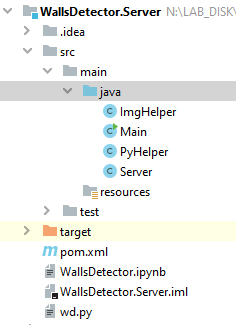 WallsDetector.Server N:\LAB_DISK\
.idea
src
main
java
ImgHelper
Main
PyHelper
Server
resources
test
target
pom.xml
WallsDetector.ipynb
WallsDetector.Server.iml
wd.py